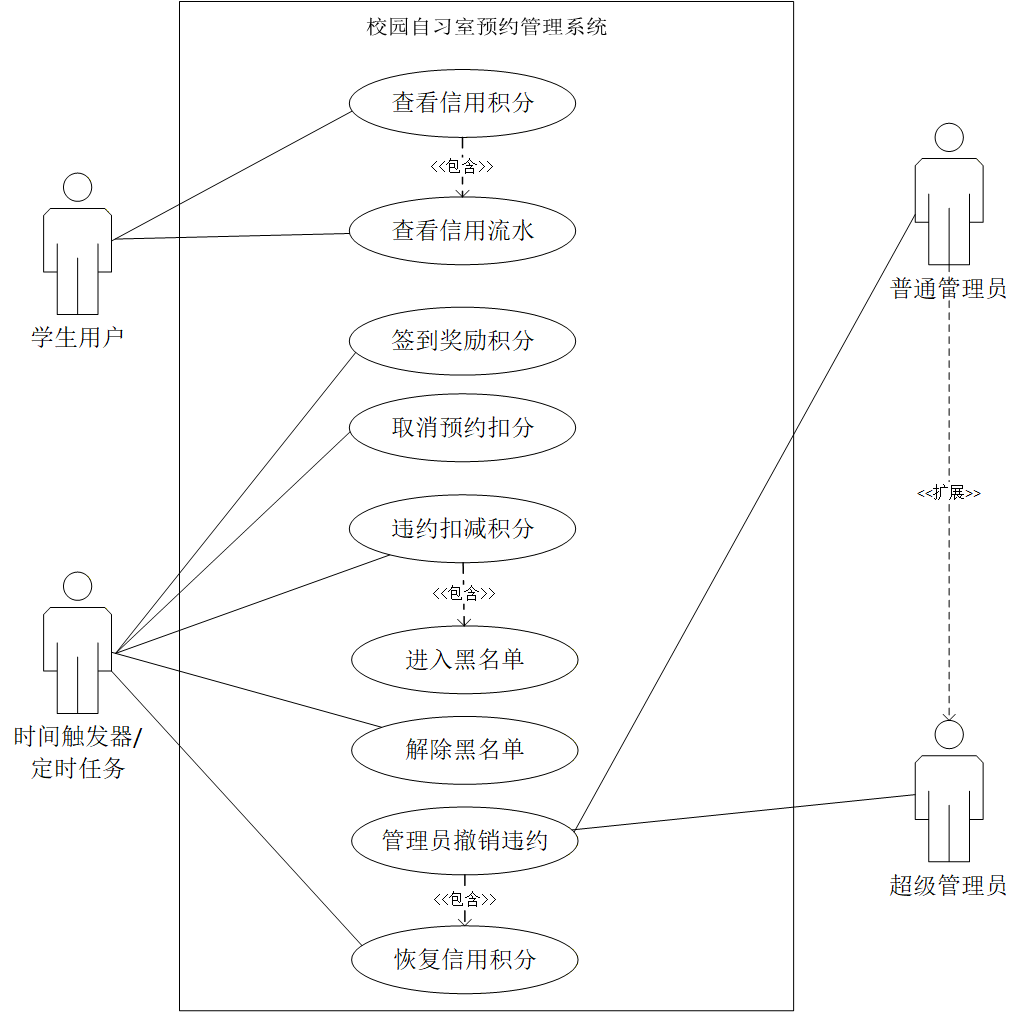 校园自习室预约管理系统
查看信用积分
<<包含>>
查看信用流水
学生用户
普通管理员
签到奖励积分
取消预约扣分
<<扩展>>
违约扣减积分
<<包含>>
进入黑名单
时间触发器/
定时任务
解除黑名单
管理员撤销违约
超级管理员
<<包含>>
恢复信用积分